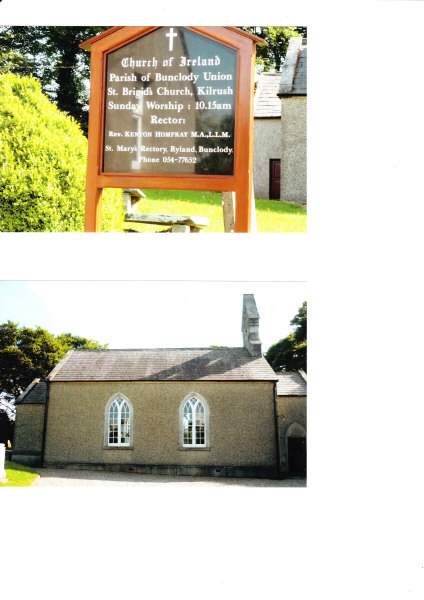 Church of Ireland
Parish of Bunclody Union
St. Brigid's Church, Kilrush
Sunday Worship : 10.15am
Rector:
Rev. KENYON HOMFRAY M.A.,L.L.M.
St. Mary's Rectory, Ryland, Bunclody.
Phone 054-77652